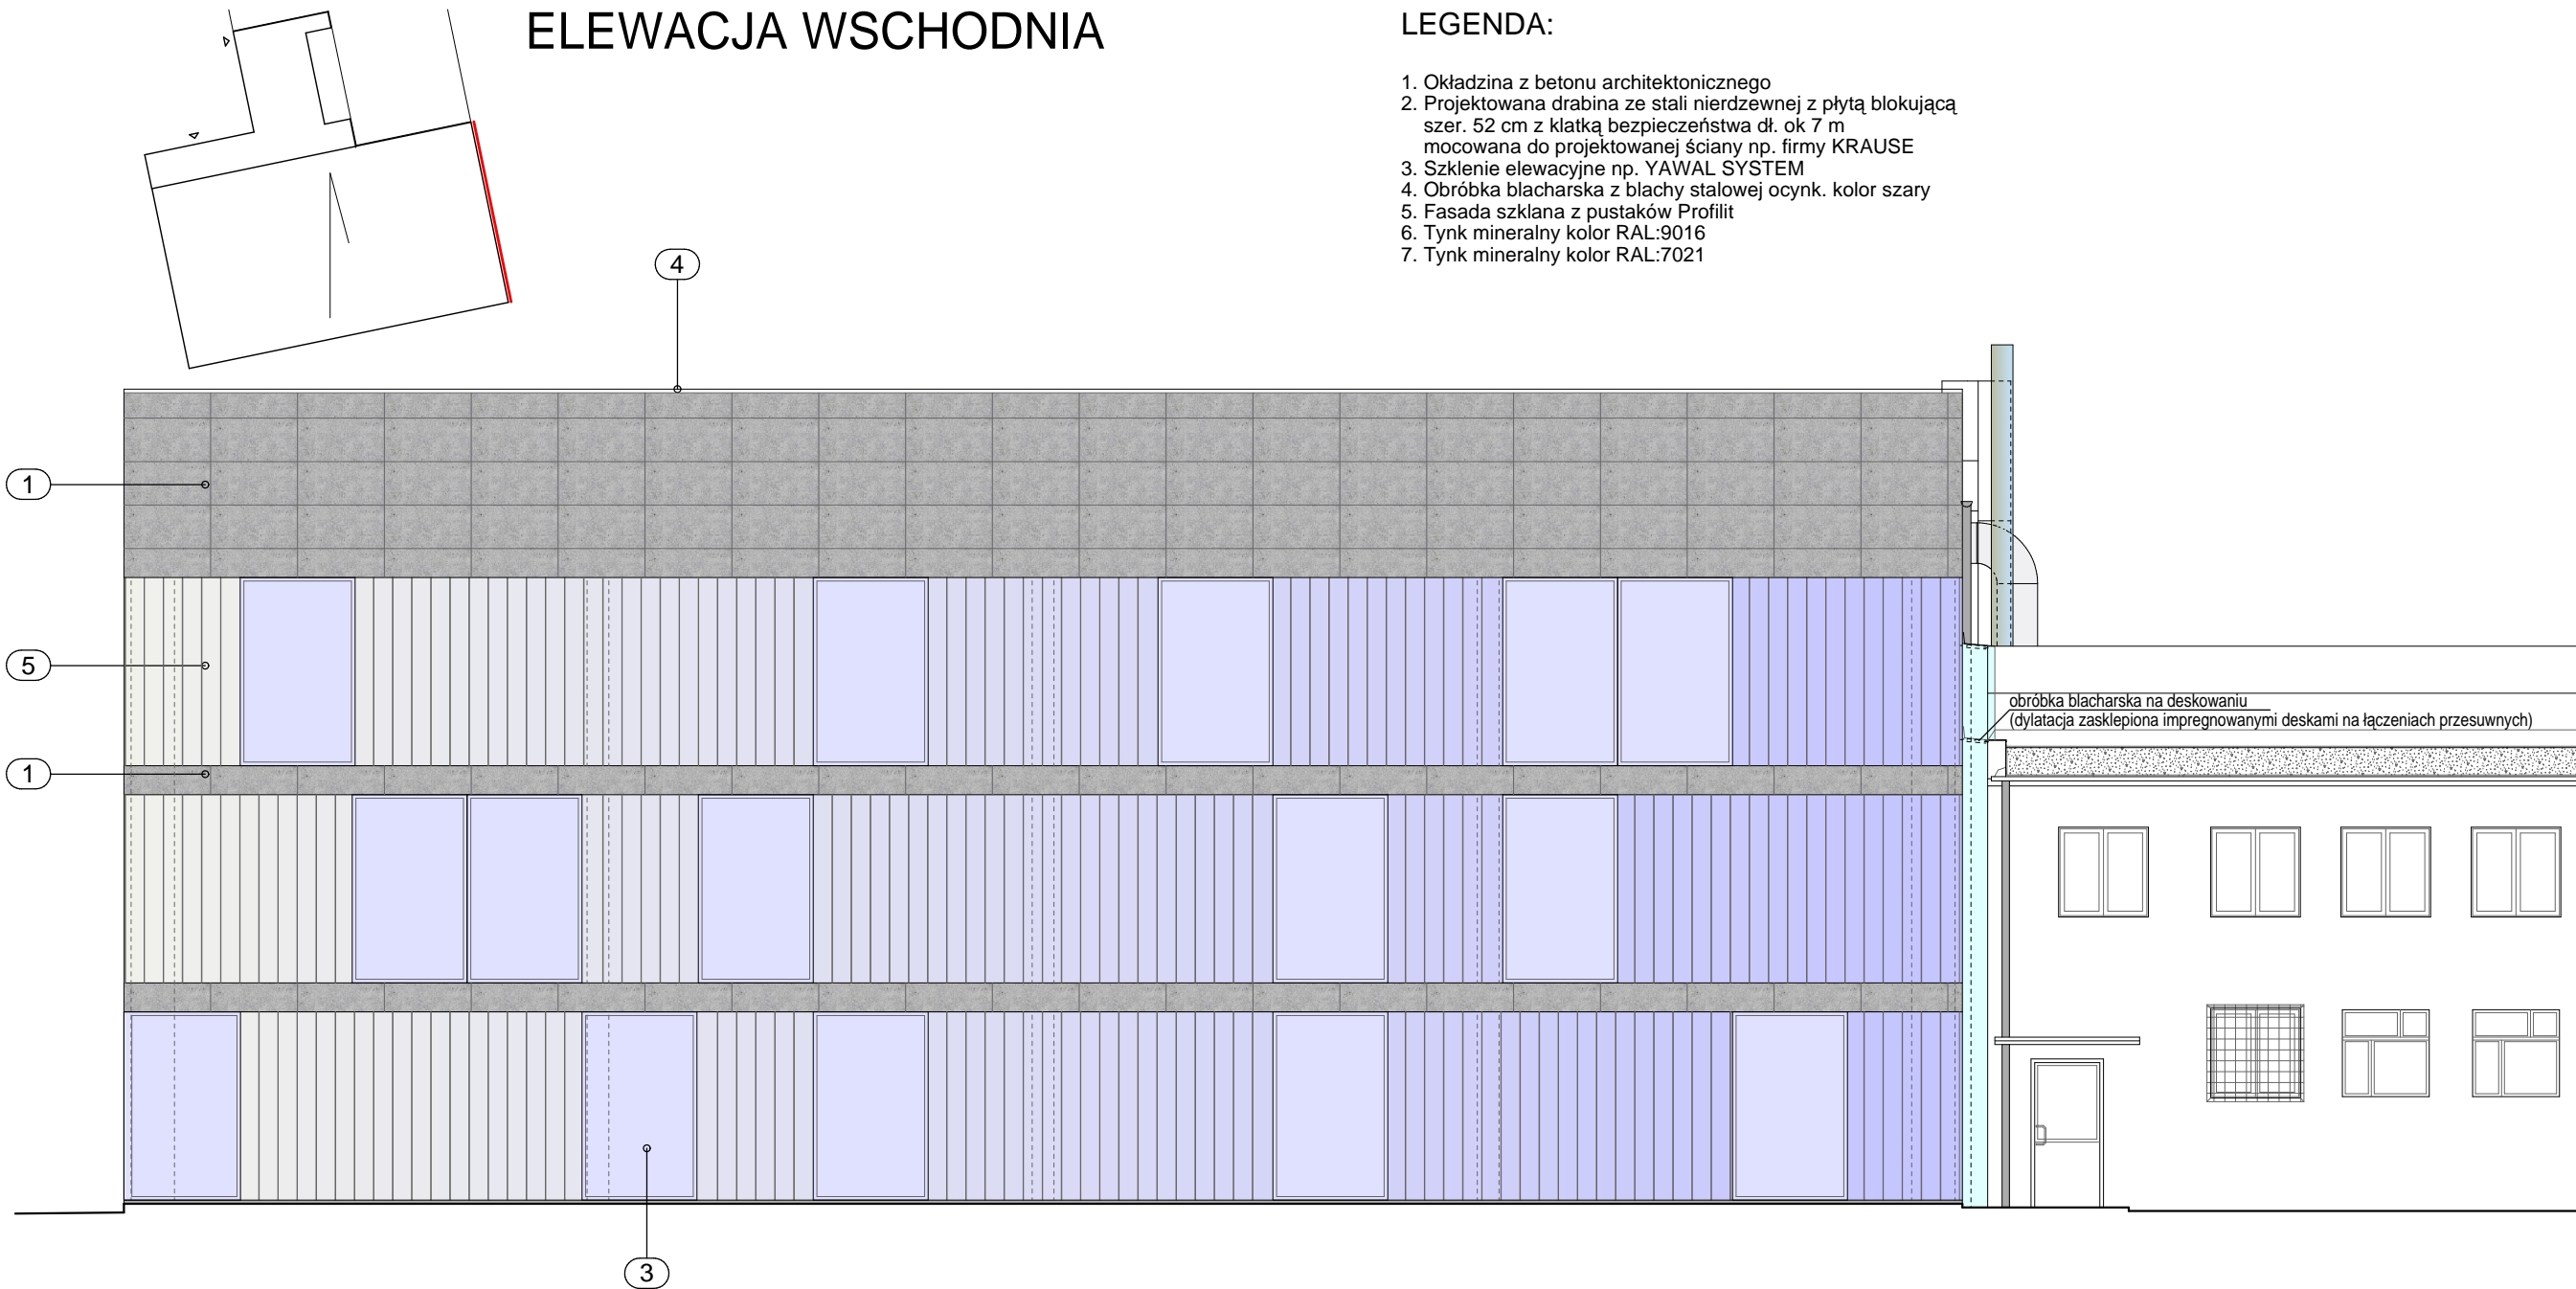 ELEWACJA WSCHODNIA
LEGENDA:
1. Okładzina z betonu architektonicznego
2. Projektowana drabina ze stali nierdzewnej z płytą blokującą
szer. 52 cm z klatką bezpieczeństwa dł. ok 7 m
mocowana do projektowanej ściany np. firmy KRAUSE
3. Szklenie elewacyjne np. YAWAL SYSTEM
4. Obróbka blacharska z blachy stalowej ocynk. kolor szary
5. Fasada szklana z pustaków Profilit
6. Tynk mineralny kolor RAL:9016
7. Tynk mineralny kolor RAL:7021
4
1
5
obróbka blacharska na deskowaniu
(dylatacja zasklepiona impregnowanymi deskami na łączeniach przesuwnych)
1
3